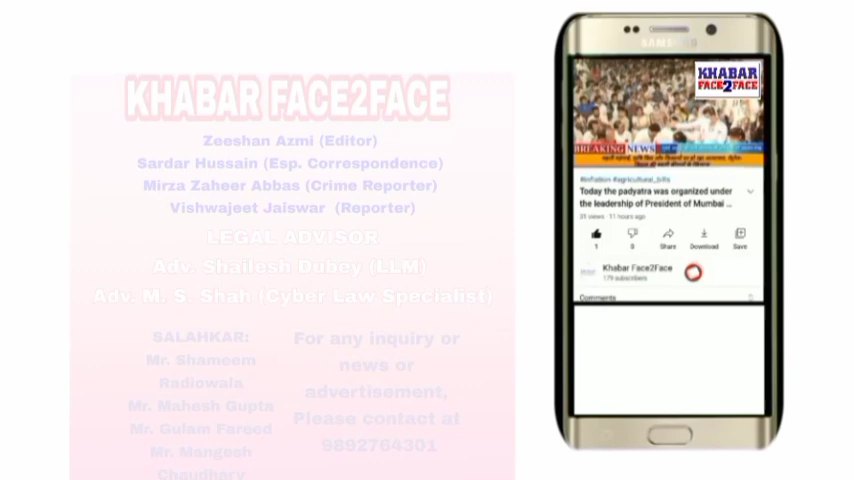 KHABAR FACE2FACE
Zeeshan Azmi (Editor)
Sardar Hussain (Esp. Correspondence)
Mirza Zaheer Abbas (Crime Reporter)
Vishwajeet Jaiswar (Reporter)
LEGAL ADVISOR
Adv. Shailesh Dubey (LLM)
Adv. M. S. Shah (Cyber Law Specialist)
SALAHKAR:
Mr. Shameem
Radiowala
Mr. Mahesh Gupta
Mr. Gulam Fareed
Mr. Mangesh
Chaudhary
For any inquiry or
news or
advertisement,
Please contact at
9892764301
SAMSUNG
KHABAR
FACE2FACE
BREAKING NEWS
#inflation #agricultural_bills
Today the padyatra was organized under
the leadership of President of Mumbai ...
31 views · 11 hours ago
1
0
Share
Download
Save
Khabar Face2Face
179 subscribers
Comments